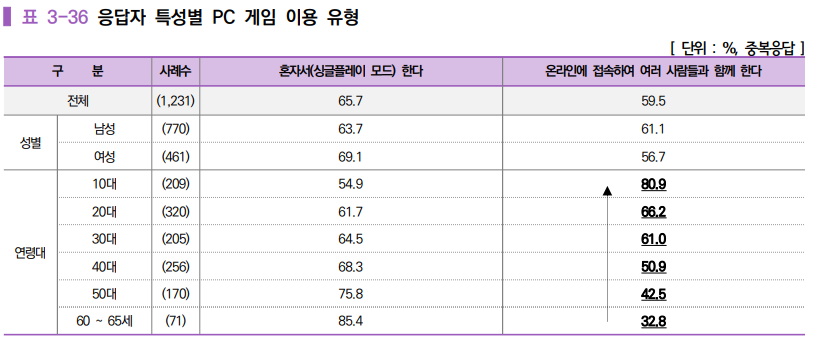 표 3-36 응답자 특성별 PC 게임 이용 유형
[ 단위 : %, 중복응답 ]
구 분 사례수 혼자서(싱글플레이 모드) 한다 온라인에 접속하여 여러 사람들과 함께 한다
전체 (1,231) 65.7 59.5
성별
남성 (770) 63.7 61.1
여성 (461) 69.1 56.7
연령대
10대 (209) 54.9 80.9
20대 (320) 61.7 66.2
30대 (205) 64.5 61.0
40대 (256) 68.3 50.9
50대 (170) 75.8 42.5
60 ~ 65세 (71) 85.4 32.8